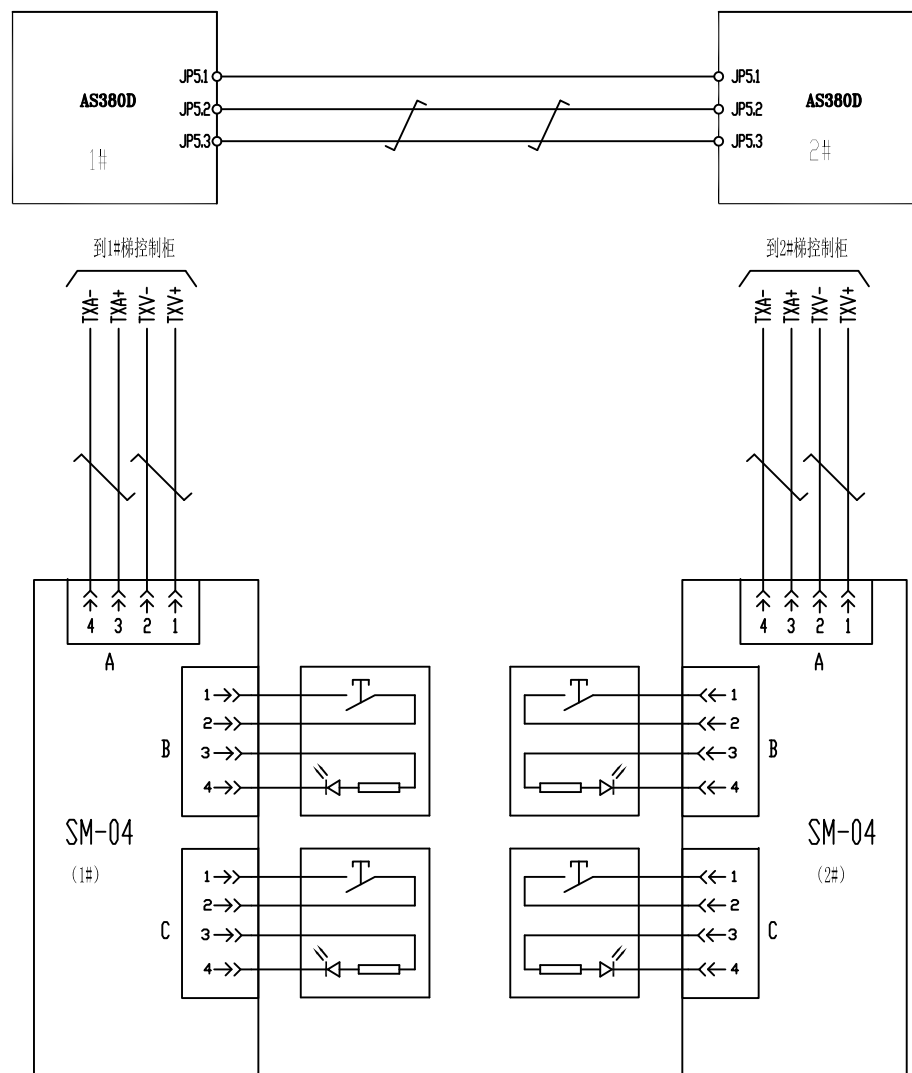 JP5.1 JP5.1
AS380D AS380D
JP5.2 JP5.2
JP5.3 JP5.3
1# 2#
到1#梯控制柜 到2#梯控制柜
TXA- TXA+ TXV- TXV+ TXA- TXA+ TXV- TXV+
4 3 2 1 4 3 2 1
A A
1 1
2 2
B B
3 3
4 4
SM-04 SM-04
(1#) (2#)
1 1
2 2
C C
3 3
4 4